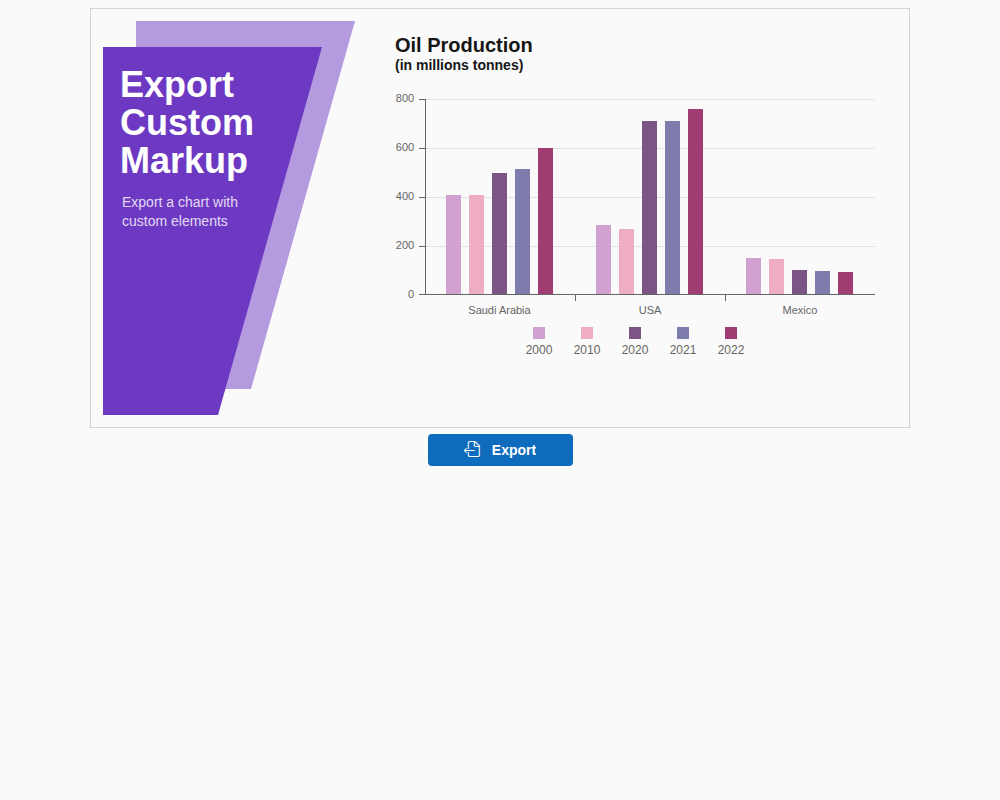 Export
Custom
Markup
Export a chart with
custom elements
Oil Production
(in millions tonnes)
800
600
400
200
0
Saudi Arabia USA Mexico
2000 2010 2020 2021 2022
Export